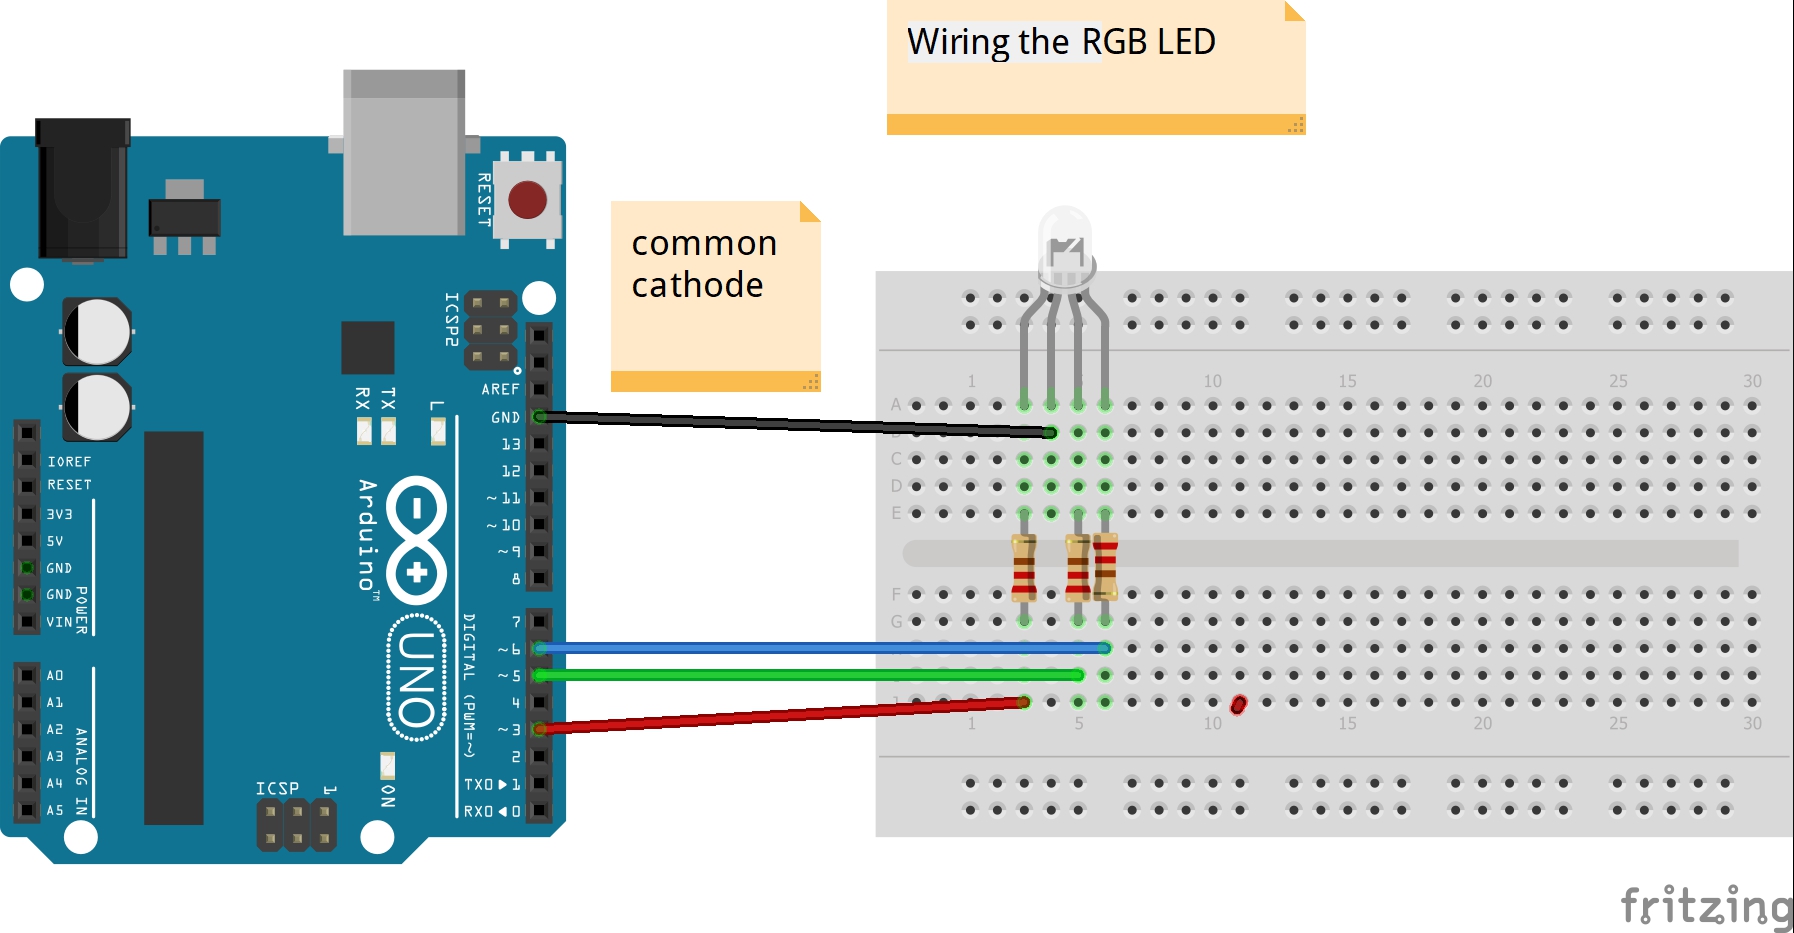 Wiring the RGB LED
common
cathode
RESET
ICSP2
AREF
GND
13
12
~11
~10
~9
8
7
~6
~5
4
~3
2
TX0 1
RX0 0
DIGITAL (PWM=~)
RX
TX
L
Arduino™
UNO
IOREF
RESET
3V3
5V
GND
GND
VIN
POWER
A0
A1
A2
A3
A4
A5
ANALOG IN
ICSP
1
ON
1 10 15 20 25 30
A
C
D
E
F
G
1 5 10 15 20 25 30
fritzing